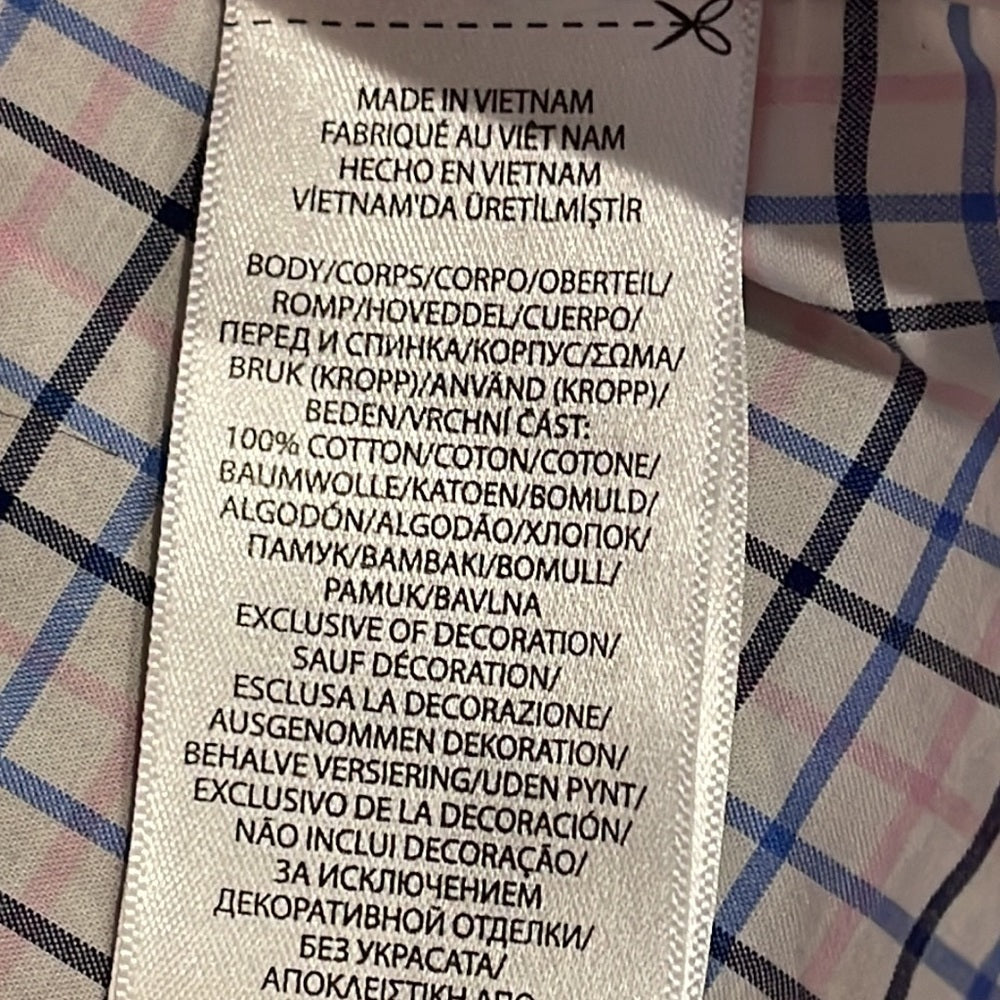 MADE IN VIETNAM
FABRIQUÉ AU VIÊT NAM
HECHO EN VIETNAM
VİETNAM'DA ÜRETİLMİŞTİR
BODY/CORPS/CORPO/OBERTEIL/
ROMP/HOVEDDEL/CUERPO/
ПЕРЕД И СПИНКА/КОРПУС/ΣΩΜΑ/
BRUK (KROPP)/ANVÄND (KROPP)/
BEDEN/VRCHNÍ ČÁST:
100% COTTON/COTON/COTONE/
BAUMWOLLE/KATOEN/BOMULD/
ALGODÓN/ALGODÃO/ХЛОПОК/
ПАМУК/ΒΑΜΒΑΚΙ/BOMULL/
PAMUK/BAVLNA
EXCLUSIVE OF DECORATION/
SAUF DÉCORATION/
ESCLUSA LA DECORAZIONE/
AUSGENOMMEN DEKORATION/
BEHALVE VERSIERING/UDEN PYNT/
EXCLUSIVO DE LA DECORACIÓN/
NÃO INCLUI DECORAÇÃO/
ЗА ИСКЛЮЧЕНИЕМ
ДЕКОРАТИВНОЙ ОТДЕЛКИ/
БЕЗ УКРАСАТА/
ΑΠΟΚΛΕΙΣΤΙΚΗ ΑΠΟ